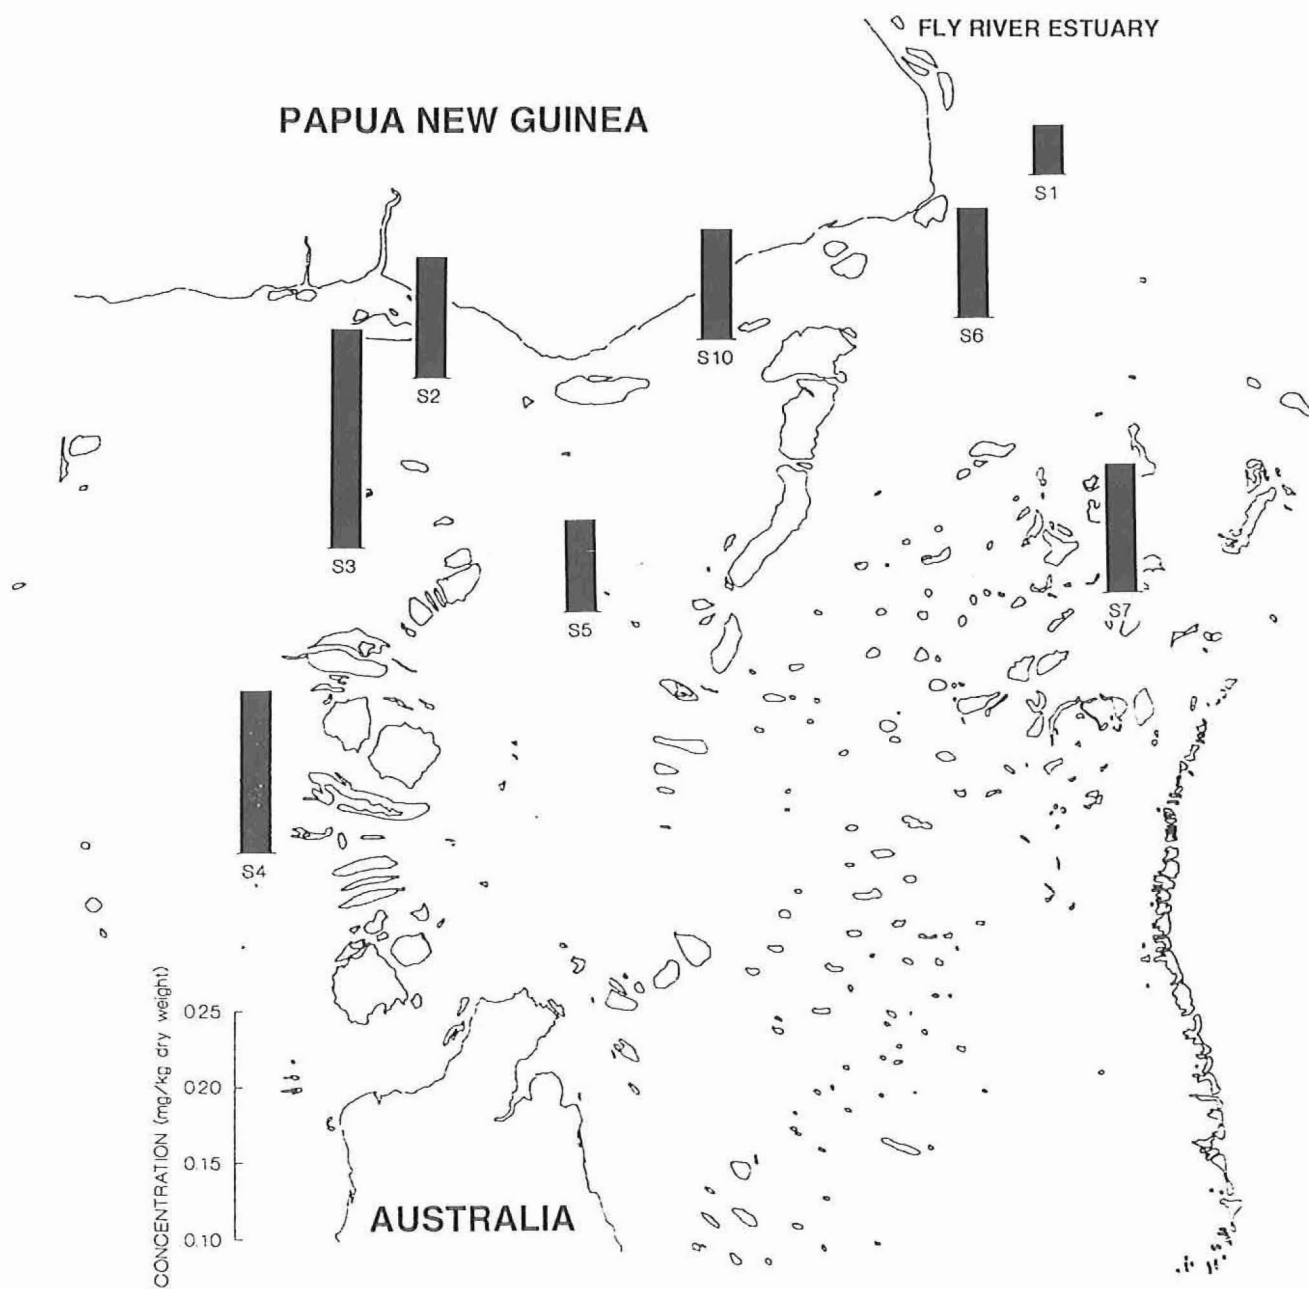 FLY RIVER ESTUARY
PAPUA NEW GUINEA
S1
S10
S6
S2
S3
S5
S7
S4
CONCENTRATION (mg/kg dry weight)
0.25
0.20
0.15
0.10
AUSTRALIA